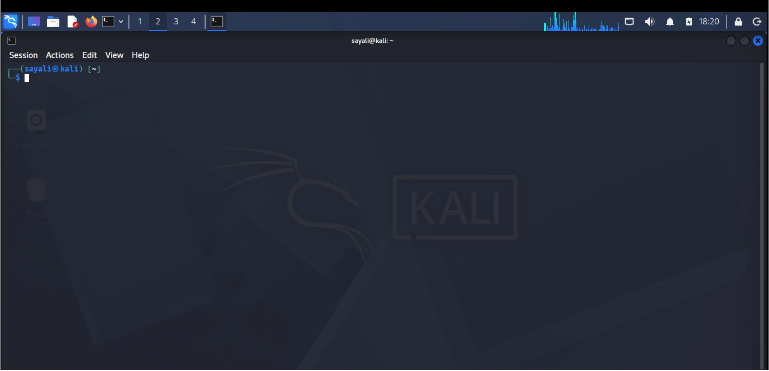 1 2 3 4 18:20
sayali@kali: ~
Session Actions Edit View Help
┌──(sayali㉿kali)-[~]
└─$
KALI